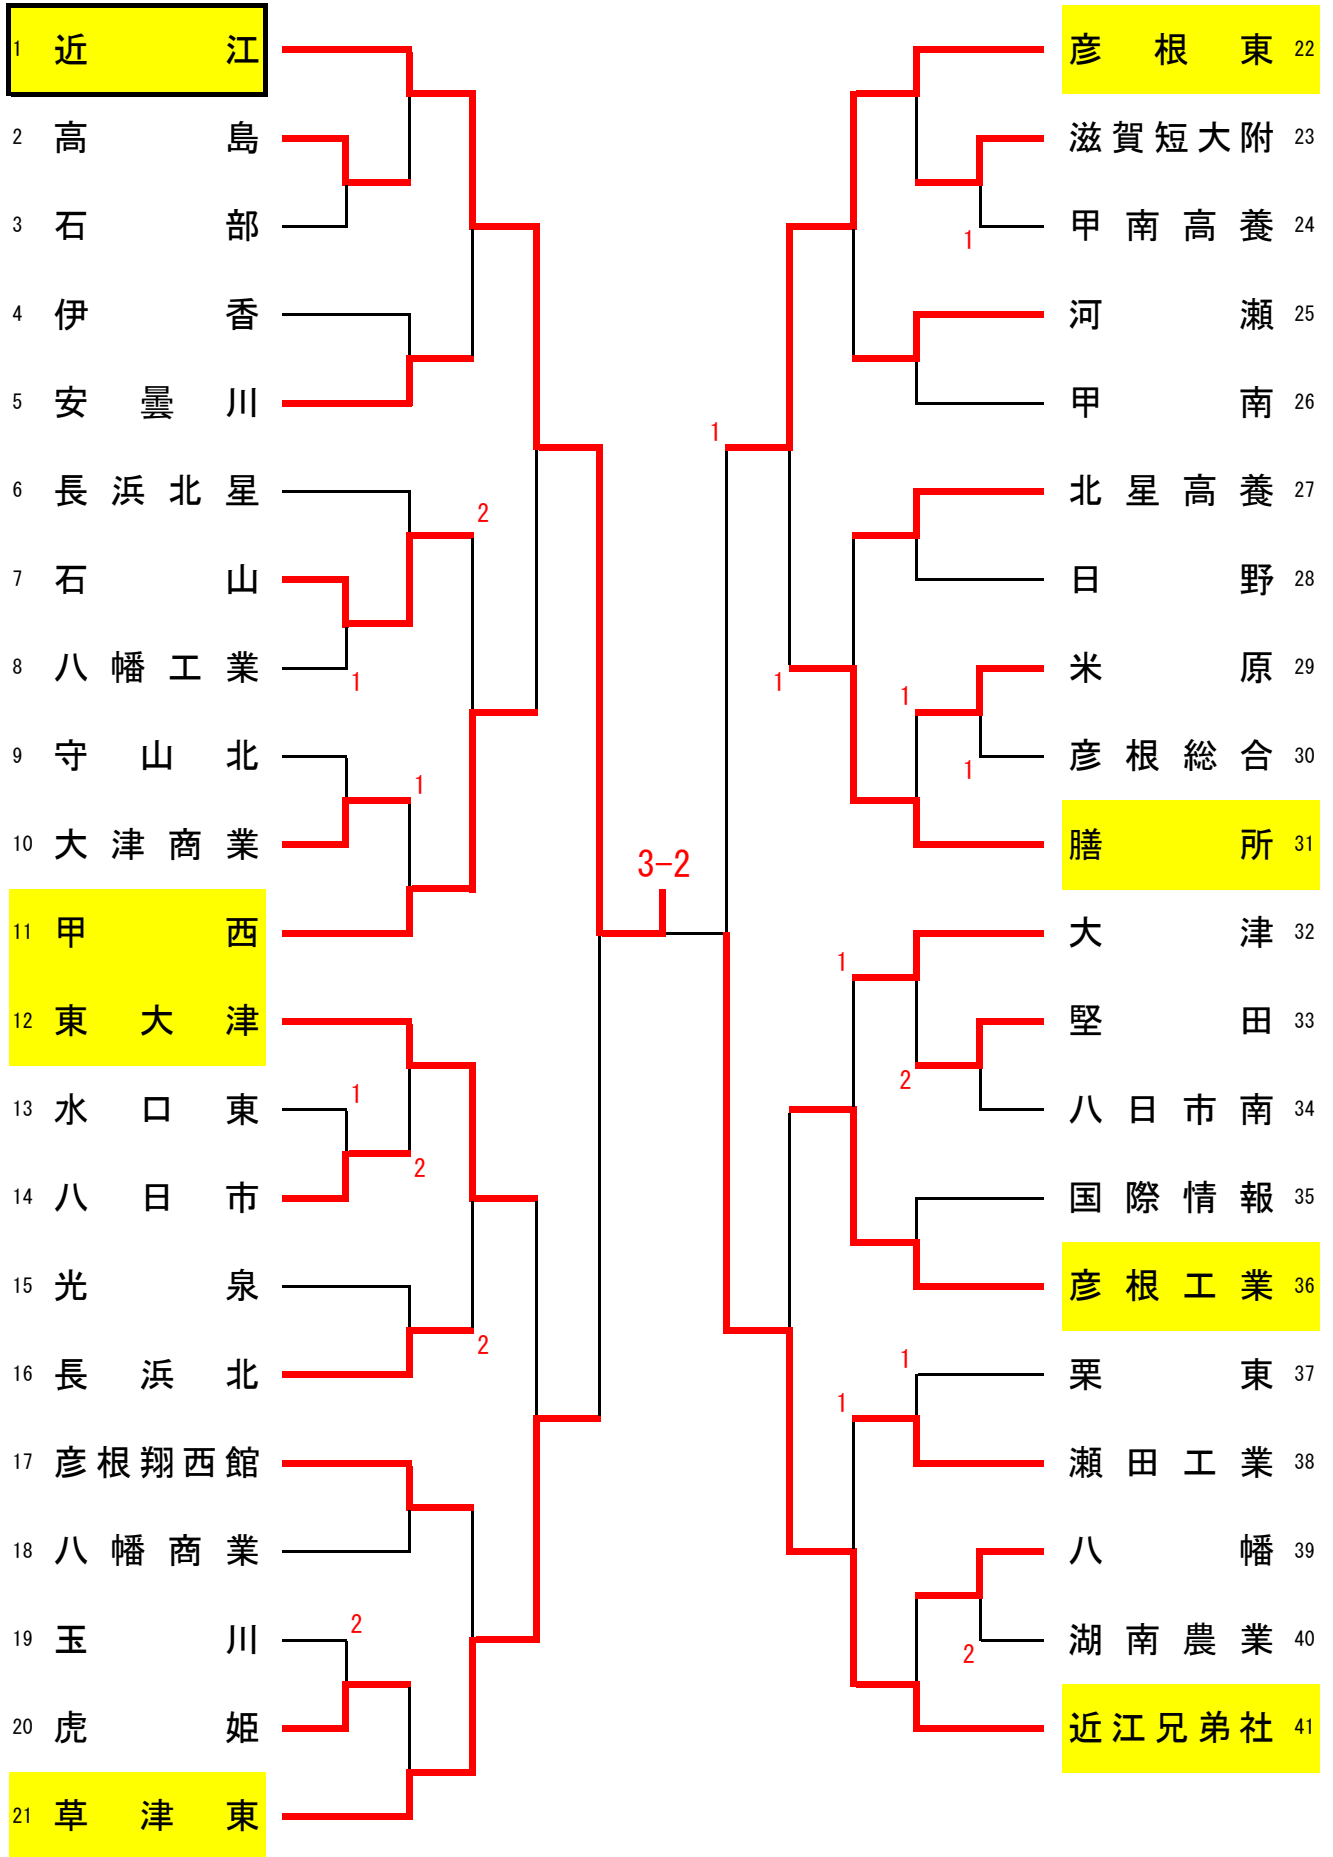 1 近江
2 高島
3 石部
4 伊香
5 安曇川
6 長浜北星
2
7 石山
8 八幡工業
1
9 守山北
1
10 大津商業
11 甲西
12 東大津
13 水口東
1
2
14 八日市
15 光泉
2
16 長浜北
17 彦根翔西館
18 八幡商業
19 玉川
2
20 虎姫
21 草津東
3-2
彦根東 22
滋賀短大附 23
甲南高養 24
1
河瀬 25
甲南 26
1
北星高養 27
日野 28
米原 29
1
1
彦根総合 30
1
膳所 31
大津 32
1
堅田 33
2
八日市南 34
国際情報 35
彦根工業 36
栗東 37
1
1
瀬田工業 38
八幡 39
湖南農業 40
2
近江兄弟社 41